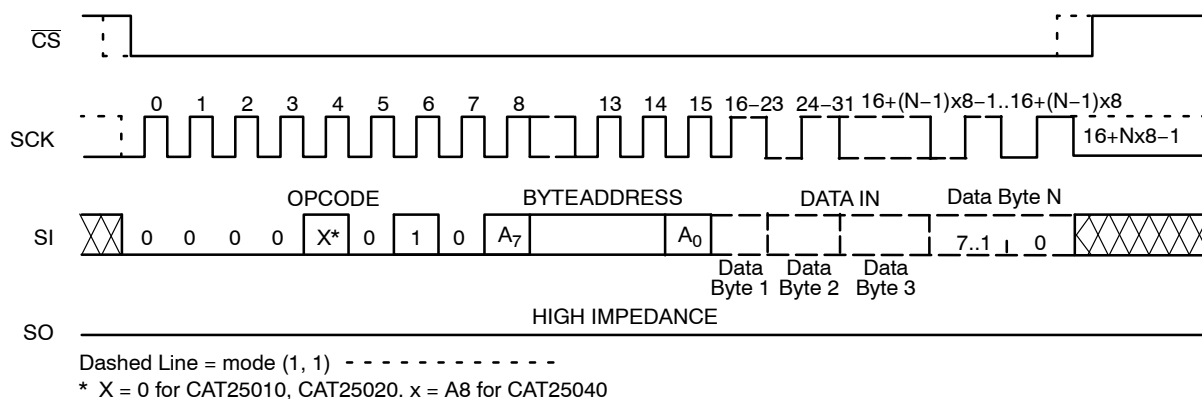 CS
0 1 2 3 4 5 6 7 8 13 14 15 16−23 24−31 16+(N−1)x8−1..16+(N−1)x8
SCK
16+Nx8−1
OPCODE BYTEADDRESS DATA IN Data Byte N
SI 0 0 0 0 X* 0 1 0 A7 A0 7..1 0
Data Byte 1
Data Byte 2
Data Byte 3
HIGH IMPEDANCE
SO
Dashed Line = mode (1, 1)
* X = 0 for CAT25010, CAT25020. x = A8 for CAT25040